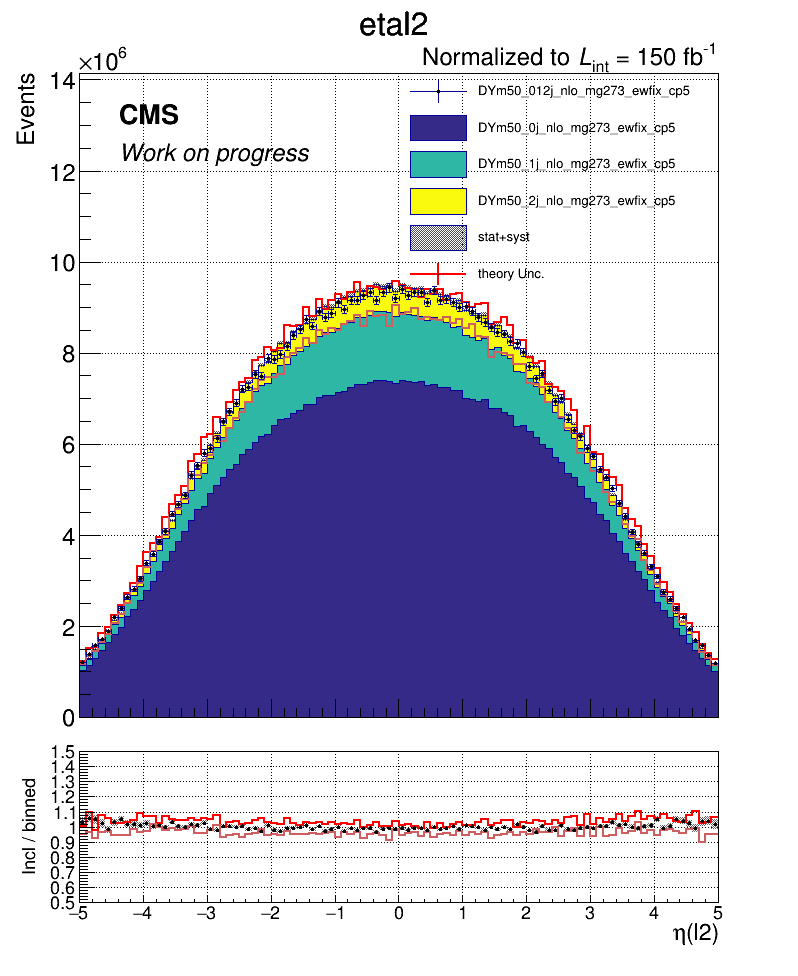 etal2
×10⁶
Normalized to L_int = 150 fb⁻¹
Events
14
12
10
8
6
4
2
0
CMS
Work on progress
DYm50_012j_nlo_mg273_ewfix_cp5
DYm50_0j_nlo_mg273_ewfix_cp5
DYm50_1j_nlo_mg273_ewfix_cp5
DYm50_2j_nlo_mg273_ewfix_cp5
stat+syst
theory Unc.
Incl / binned
1.5
1.4
1.3
1.2
1.1
1
0.9
0.8
0.7
0.6
0.5
−5 −4 −3 −2 −1 0 1 2 3 4 5
η(l2)